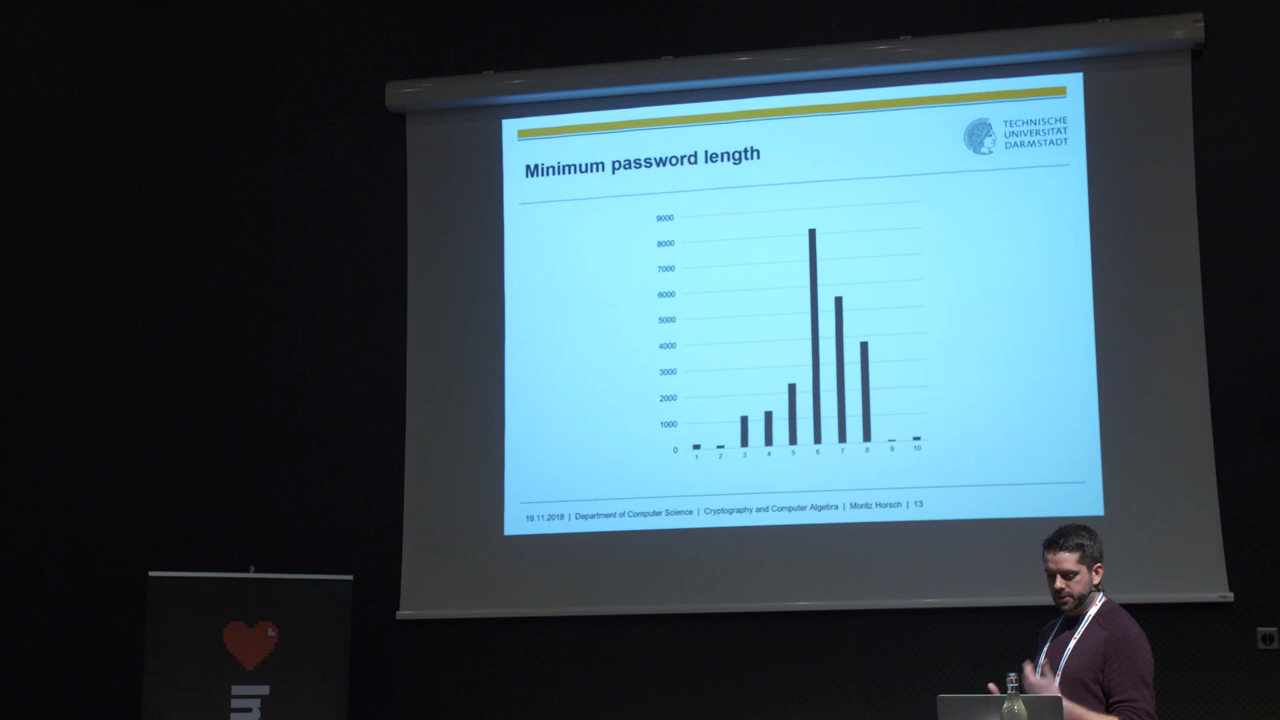 TECHNISCHE
UNIVERSITÄT
DARMSTADT
Minimum password length
9000
8000
7000
6000
5000
4000
3000
2000
1000
0
1 2 3 4 5 6 7 8 9 10
19.11.2018 | Department of Computer Science | Cryptography and Computer Algebra | Moritz Horsch | 13
In